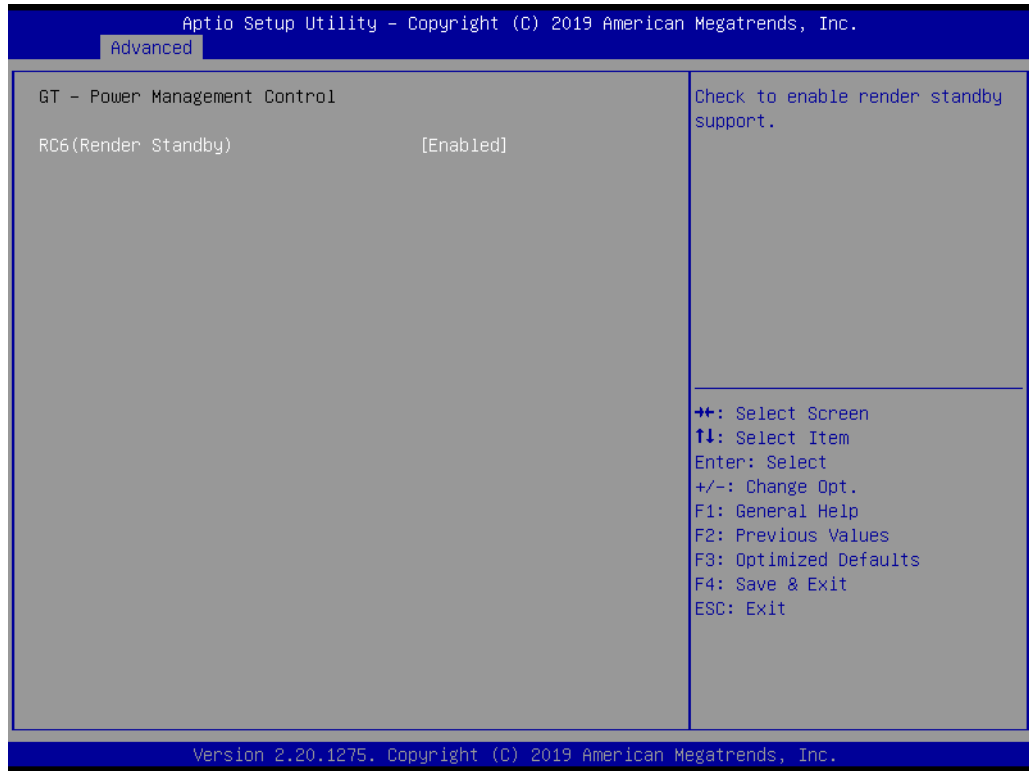 Aptio Setup Utility – Copyright (C) 2019 American Megatrends, Inc.
Advanced
GT – Power Management Control
RC6(Render Standby) [Enabled]
Check to enable render standby
support.
→←: Select Screen
↑↓: Select Item
Enter: Select
+/-: Change Opt.
F1: General Help
F2: Previous Values
F3: Optimized Defaults
F4: Save & Exit
ESC: Exit
Version 2.20.1275. Copyright (C) 2019 American Megatrends, Inc.